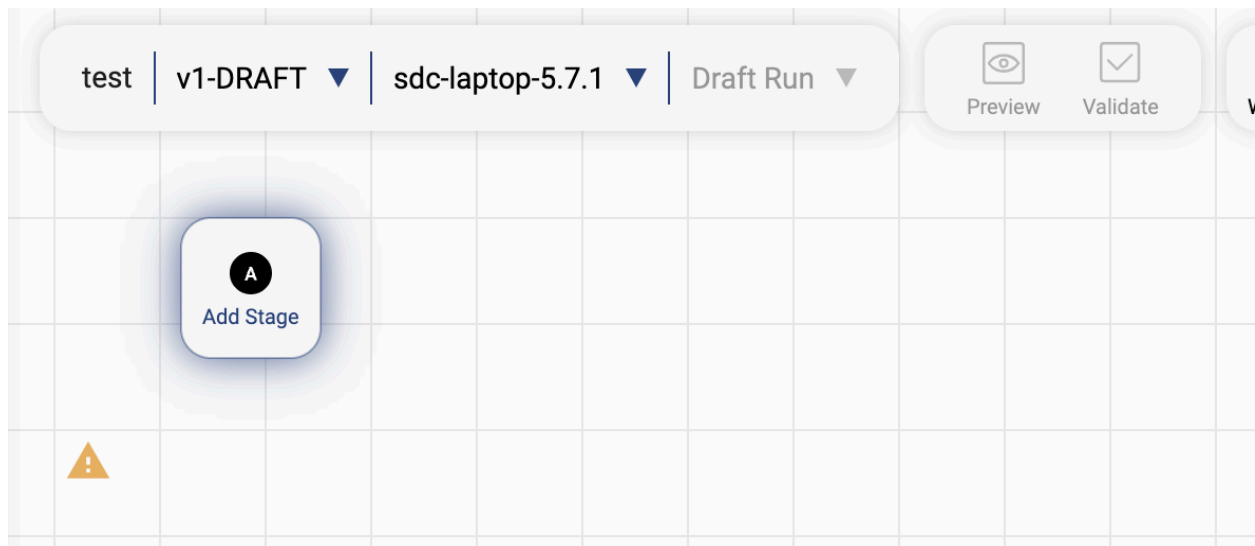 test v1-DRAFT sdc-laptop-5.7.1 Draft Run
Preview Validate
A
Add Stage